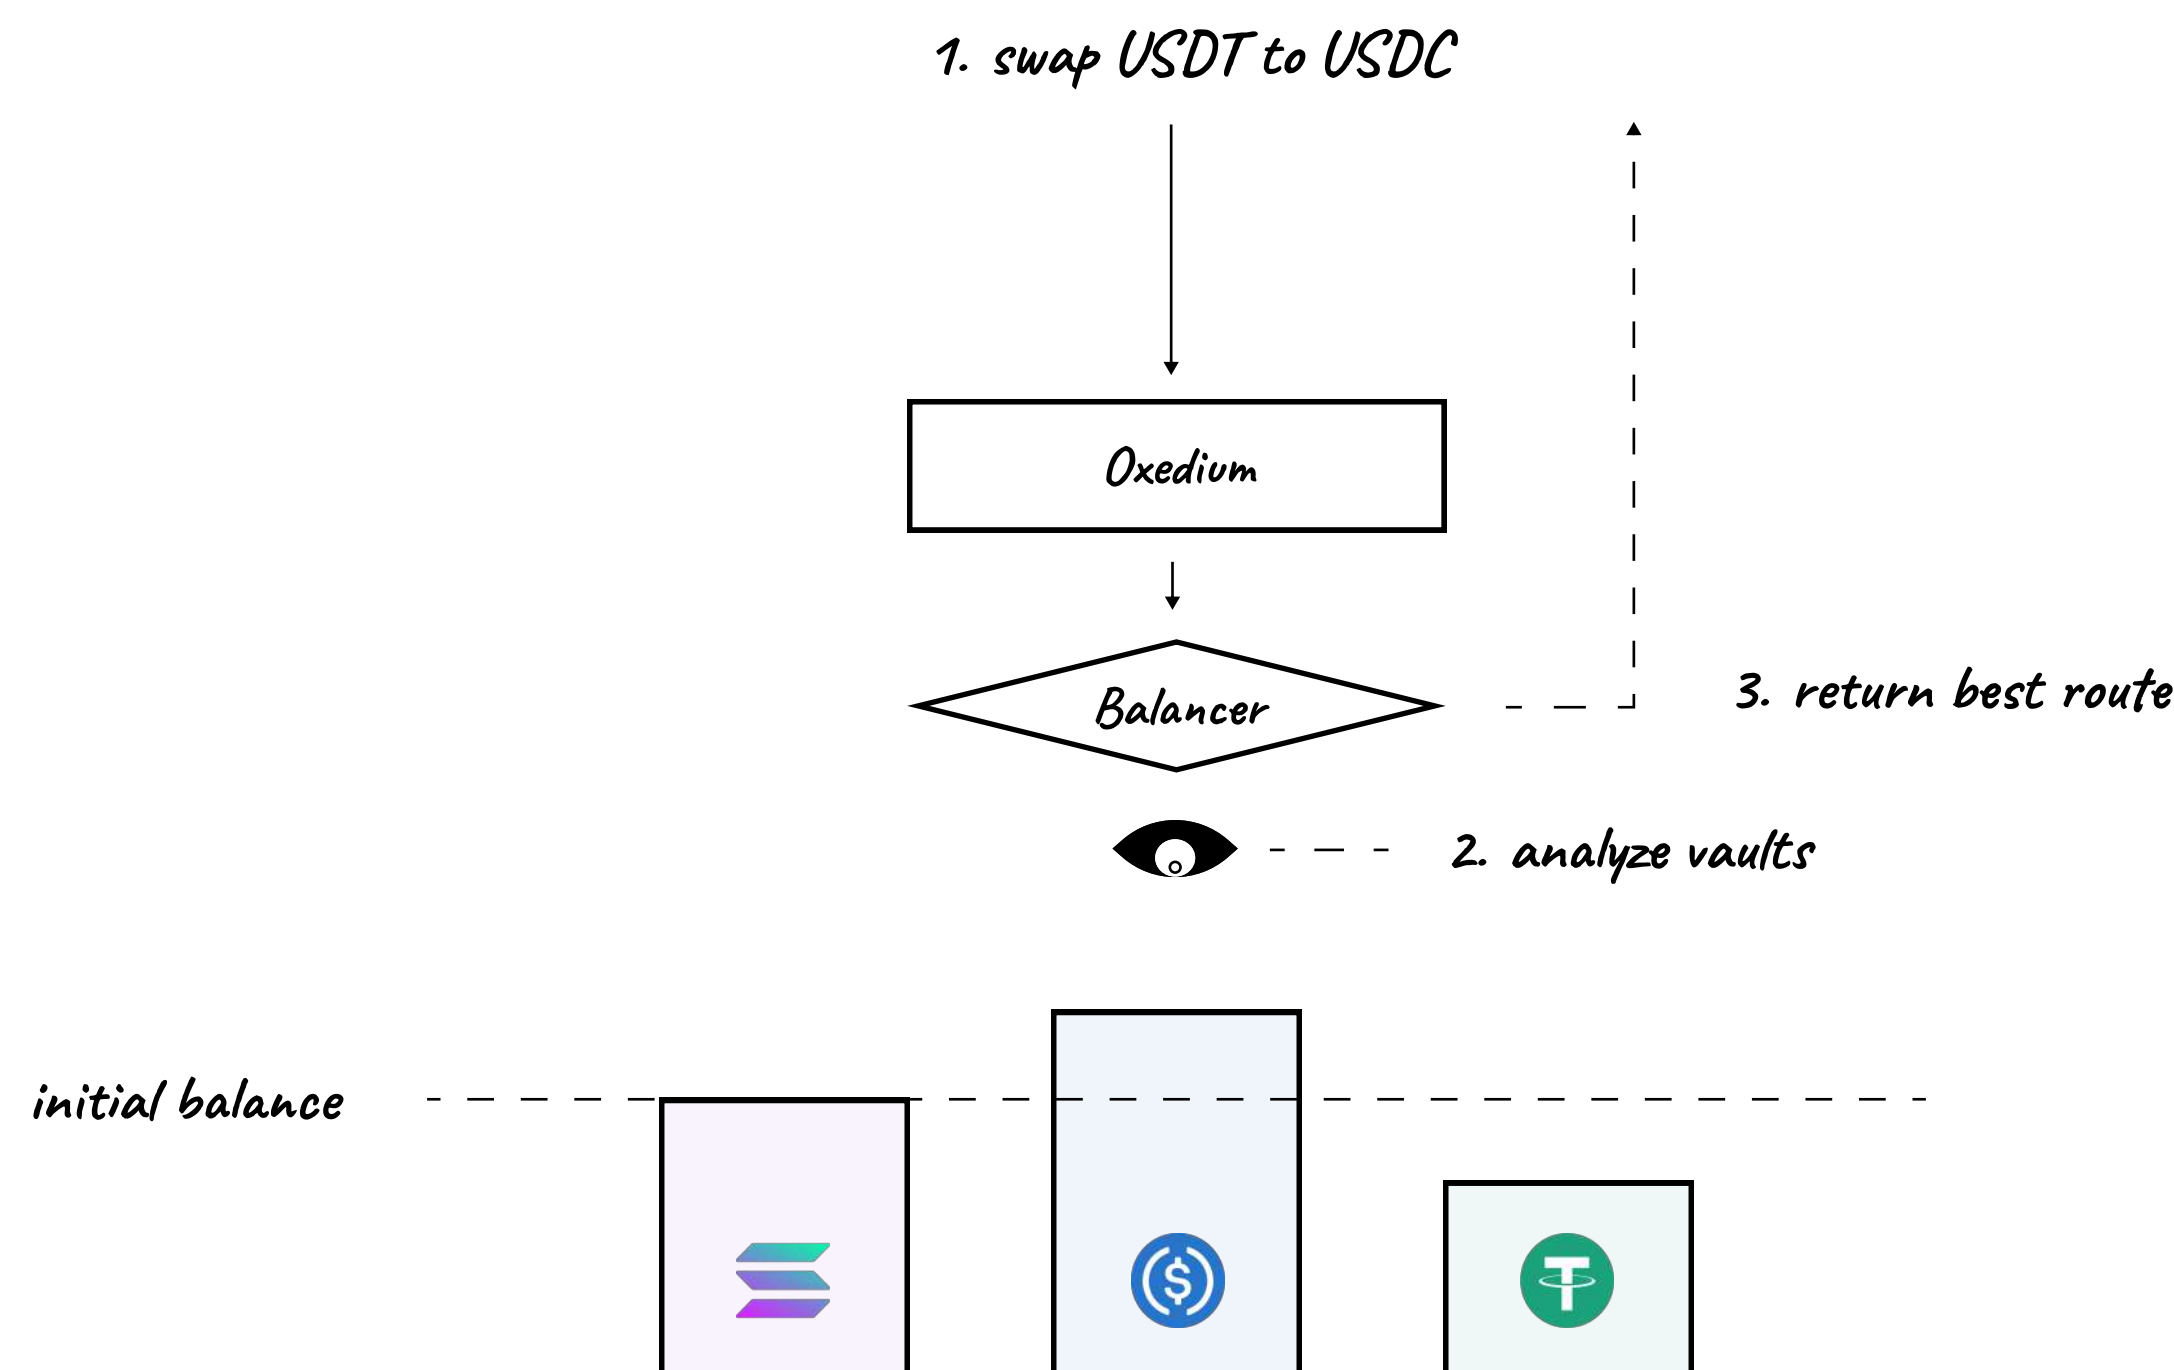 1. swap USDT to USDC
Oxedium
Balancer
3. return best route
2. analyze vaults
initial balance